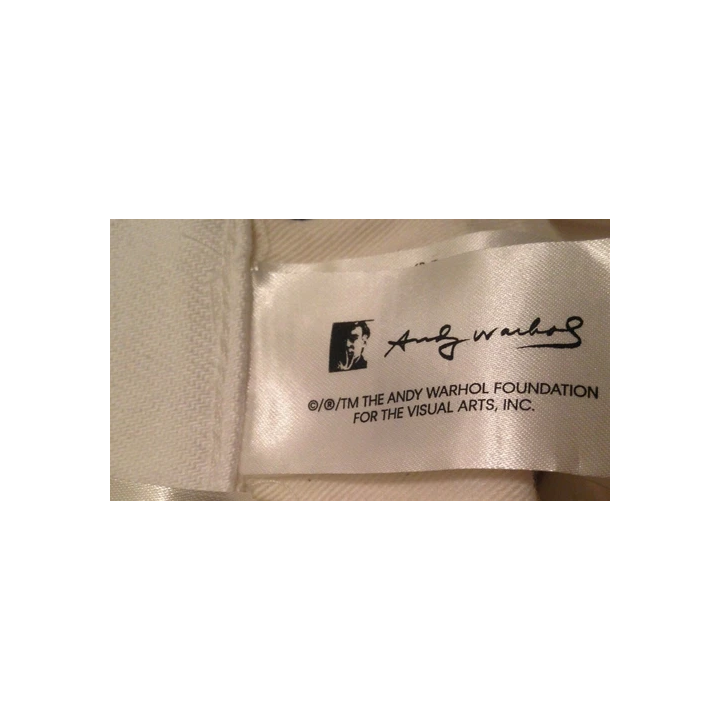 Andy Warhol
©/®/TM THE ANDY WARHOL FOUNDATION
FOR THE VISUAL ARTS, INC.